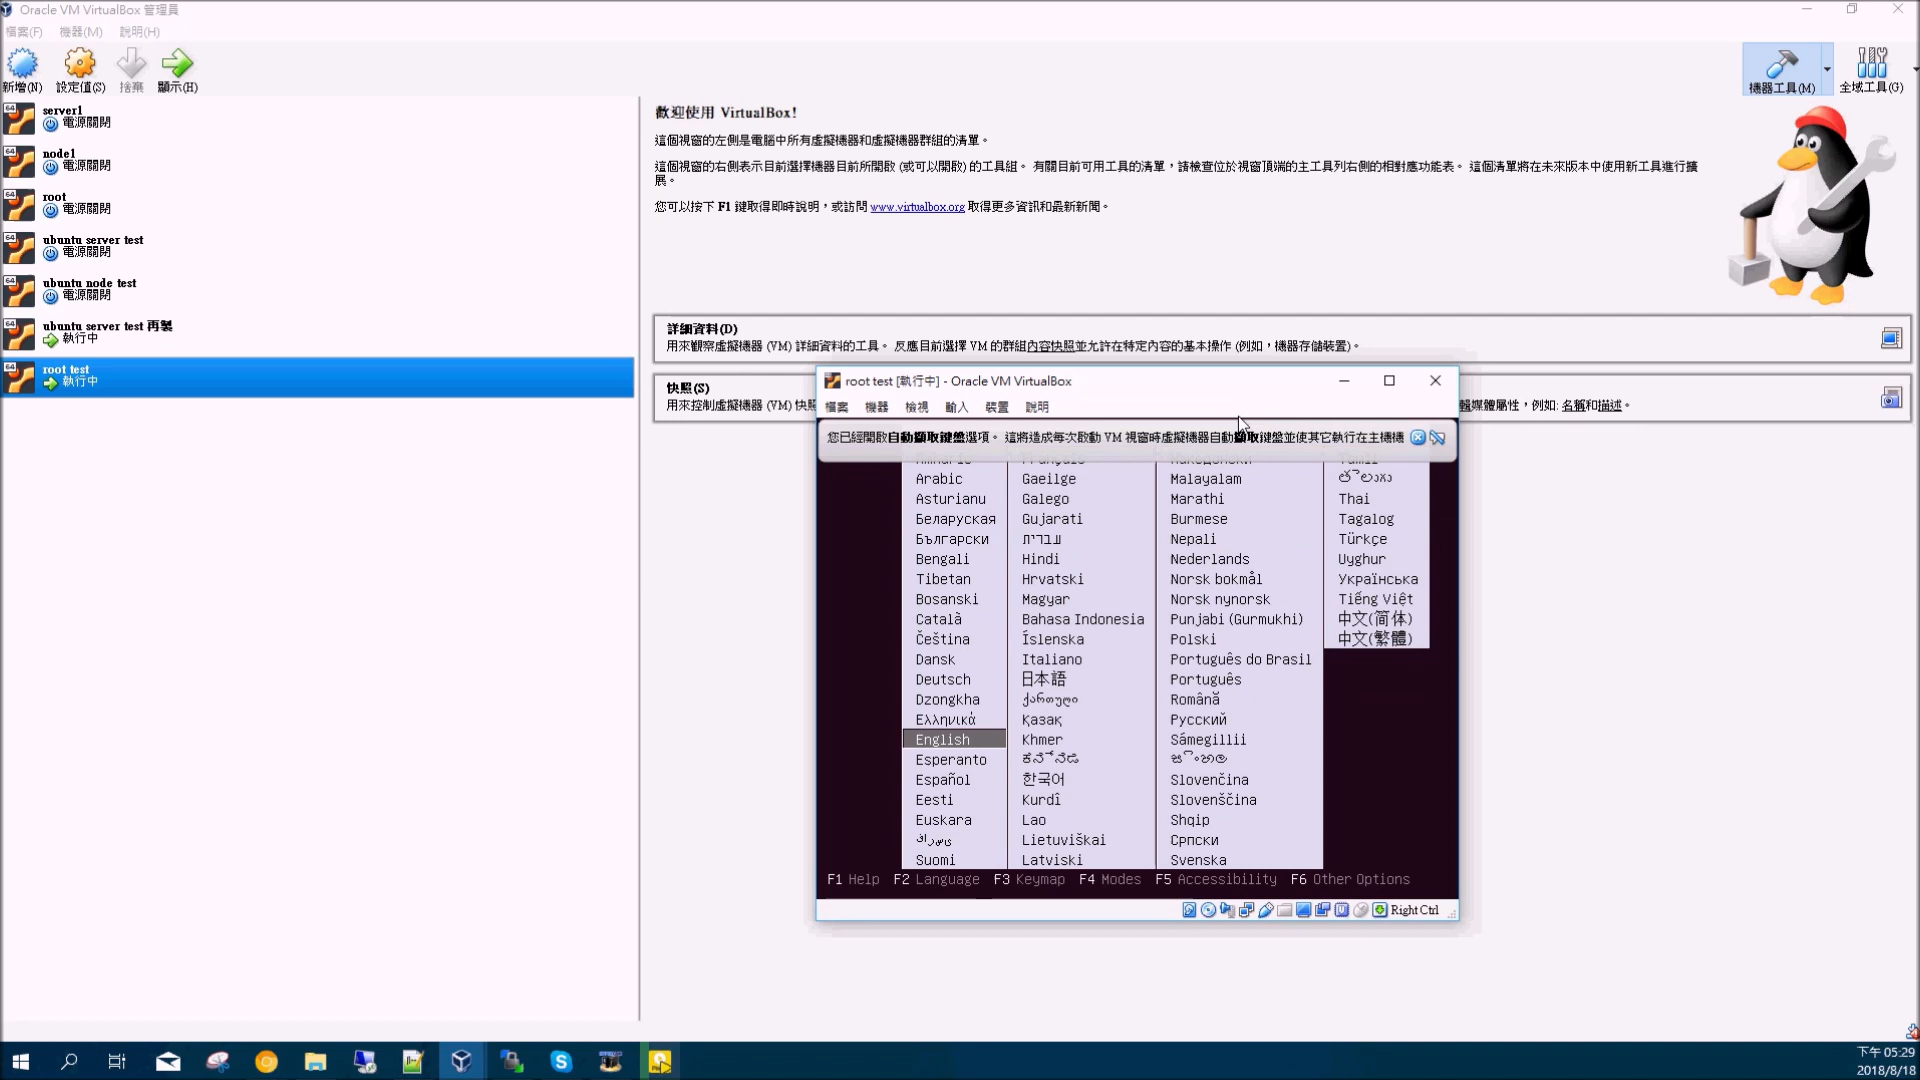 Oracle VM VirtualBox 管理員
檔案(F) 機器(M) 說明(H)
新增(N) 設定值(S) 捨棄 顯示(H)
機器工具(M) 全域工具(G)
server1
電源關閉
node1
電源關閉
root
電源關閉
ubuntu server test
電源關閉
ubuntu node test
電源關閉
ubuntu server test 再製
執行中
root test
執行中
歡迎使用 VirtualBox!
這個視窗的左側是電腦中所有虛擬機器和虛擬機器群組的清單。
這個視窗的右側表示目前選擇機器目前所開啟 (或可以開啟) 的工具組。 有關目前可用工具的清單,請檢查位於視窗頂端的主工具列右側的相對應功能表。 這個清單將在未來版本中使用新工具進行擴
展。
您可以按下 F1 鍵取得即時說明,或訪問 www.virtualbox.org 取得更多資訊和最新新聞。
詳細資料(D)
用來觀察虛擬機器 (VM) 詳細資料的工具。 反應目前選擇 VM 的群組內容快照並允許在特定內容的基本操作 (例如,機器存儲裝置)。
快照(S)
用來控制虛擬機器 (VM) 快照
媒體屬性,例如: 名稱和描述。
root test [執行中] - Oracle VM VirtualBox
檔案 機器 檢視 輸入 裝置 說明
您已經開啟自動擷取鍵盤選項。 這將造成每次啟動 VM 視窗時虛擬機器自動擷取鍵盤並使其它執行在主機機
Arabic Gaeilge Malayalam
Asturianu Galego Marathi Thai
Беларуская Gujarati Burmese Tagalog
Български עברית Nepali Türkçe
Bengali Hindi Nederlands Uyghur
Tibetan Hrvatski Norsk bokmål Українська
Bosanski Magyar Norsk nynorsk Tiếng Việt
Català Bahasa Indonesia Punjabi (Gurmukhi) 中文(简体)
Čeština Íslenska Polski 中文(繁體)
Dansk Italiano Português do Brasil
Deutsch 日本語 Português
Dzongkha ქართული Română
Ελληνικά Қазақ Русский
English Khmer Sámegillii
Esperanto
Español 한국어 Slovenčina
Eesti Kurdî Slovenščina
Euskara Lao Shqip
Lietuviškai Српски
Suomi Latviski Svenska
F1 Help F2 Language F3 Keymap F4 Modes F5 Accessibility F6 Other Options
Right Ctrl
下午 05:29
2018/8/18